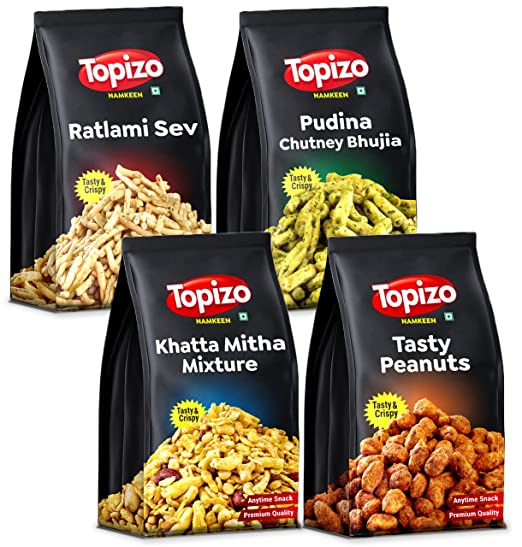 Topizo
NAMKEEN
Ratlami Sev
Tasty &
Crispy
Topizo
NAMKEEN
Pudina
Chutney Bhujia
Tasty &
Crispy
Topizo
NAMKEEN
Khatta Mitha
Mixture
Tasty &
Crispy
Anytime Snack
Premium Quality
Topizo
NAMKEEN
Tasty
Peanuts
Tasty &
Crispy
Anytime Snack
Premium Quality